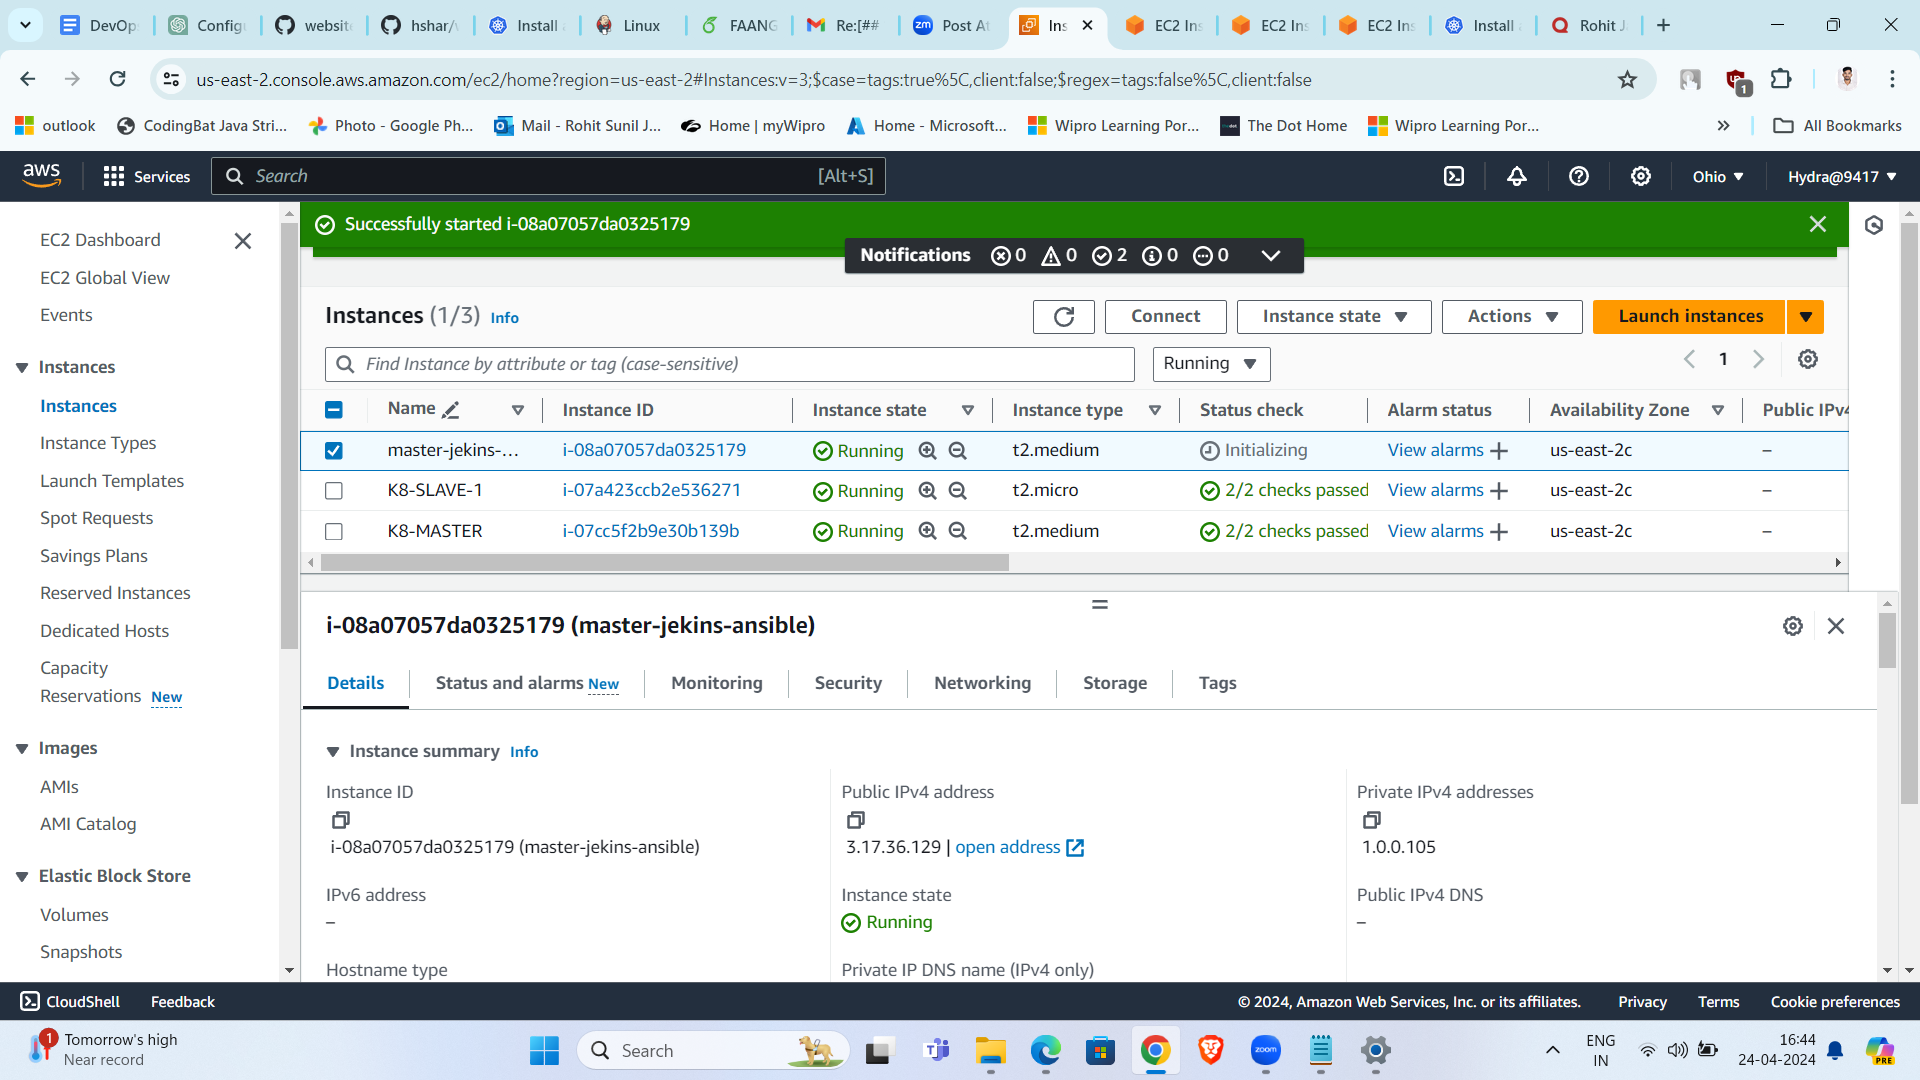 DevOp
Config
website
hshar/
Install
Linux
FAANG
Re:[##
Post At
Ins
EC2 Ins
EC2 Ins
EC2 Ins
Install
Rohit J
us-east-2.console.aws.amazon.com/ec2/home?region=us-east-2#Instances:v=3;$case=tags:true%5C,client:false;$regex=tags:false%5C,client:false
1
outlook
CodingBat Java Stri...
Photo - Google Ph...
Mail - Rohit Sunil J...
Home | myWipro
Home - Microsoft...
Wipro Learning Por...
The Dot Home
Wipro Learning Por...
All Bookmarks
aws
Services
Search
[Alt+S]
Ohio
Hydra@9417
EC2 Dashboard
EC2 Global View
Events
Instances
Instances
Instance Types
Launch Templates
Spot Requests
Savings Plans
Reserved Instances
Dedicated Hosts
Capacity
Reservations New
Images
AMIs
AMI Catalog
Elastic Block Store
Volumes
Snapshots
Successfully started i-08a07057da0325179
Notifications 0 0 2 0 0
Instances (1/3) Info
Connect
Instance state
Actions
Launch instances
Find Instance by attribute or tag (case-sensitive)
Running
1
Name Instance ID Instance state Instance type Status check Alarm status Availability Zone Public IPv4
master-jekins-... i-08a07057da0325179 Running t2.medium Initializing View alarms us-east-2c –
K8-SLAVE-1 i-07a423ccb2e536271 Running t2.micro 2/2 checks passed View alarms us-east-2c –
K8-MASTER i-07cc5f2b9e30b139b Running t2.medium 2/2 checks passed View alarms us-east-2c –
i-08a07057da0325179 (master-jekins-ansible)
Details
Status and alarms New
Monitoring
Security
Networking
Storage
Tags
Instance summary Info
Instance ID
i-08a07057da0325179 (master-jekins-ansible)
Public IPv4 address
3.17.36.129 | open address
Private IPv4 addresses
1.0.0.105
IPv6 address
–
Instance state
Running
Public IPv4 DNS
–
Hostname type
Private IP DNS name (IPv4 only)
CloudShell
Feedback
© 2024, Amazon Web Services, Inc. or its affiliates.
Privacy
Terms
Cookie preferences
1
Tomorrow's high
Near record
Search
zoom
ENG
IN
16:44
24-04-2024
PRE